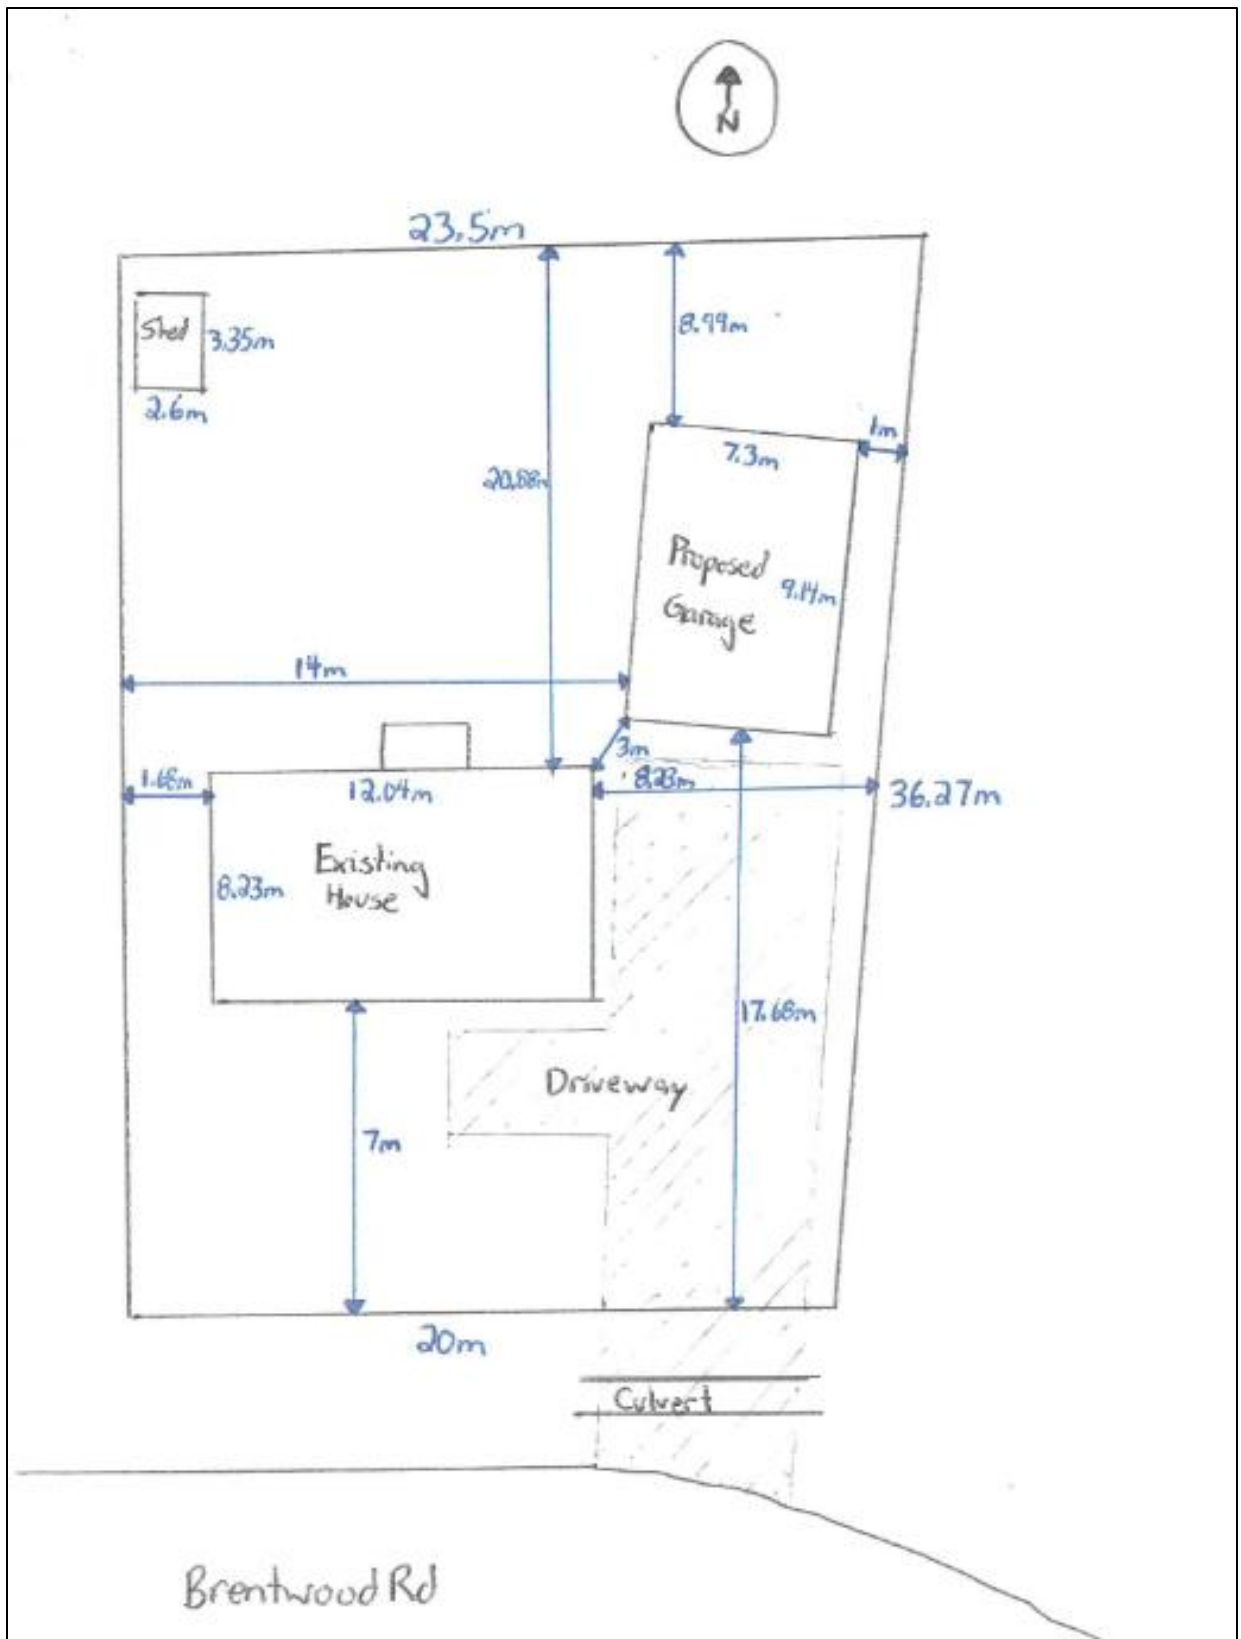 N
23.5m
Shed
3.35m
2.6m
8.99m
1m
7.3m
20.88m
Proposed
Garage
9.14m
14m
3m
1.68m
12.04m
8.23m
36.27m
Existing
House
8.23m
17.68m
Driveway
7m
20m
Culvert
Brentwood Rd